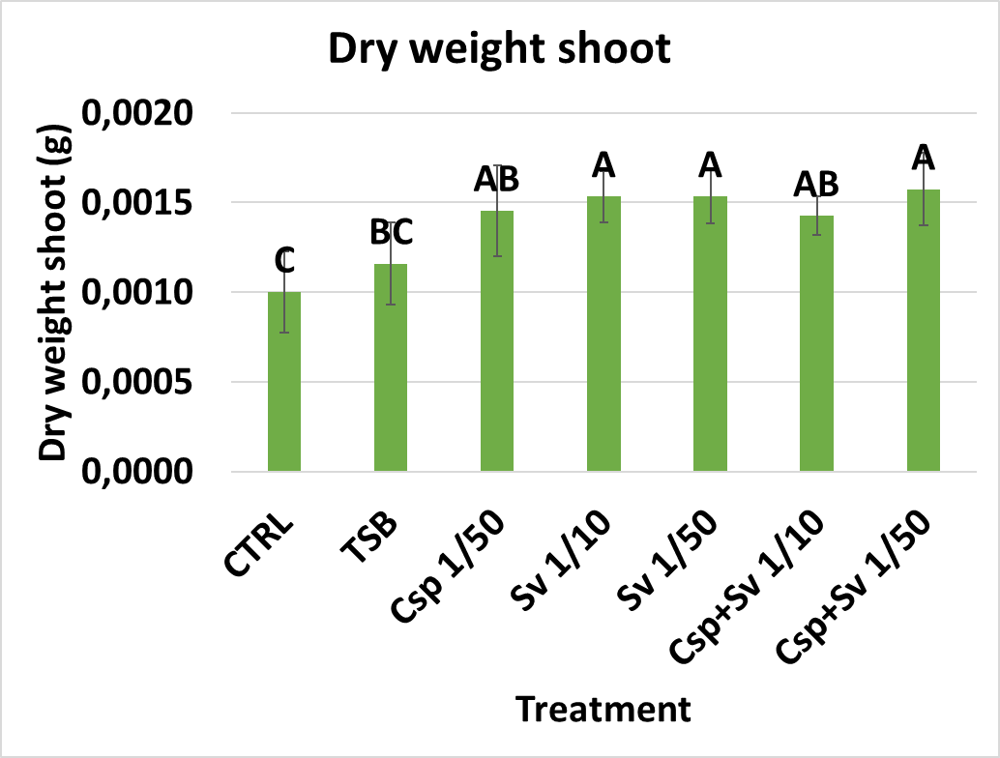 Dry weight shoot
Dry weight shoot (g)
0,0020
0,0015
0,0010
0,0005
0,0000
C
BC
AB
A
A
AB
A
CTRL
TSB
Csp 1/50
Sv 1/10
Sv 1/50
Csp+Sv 1/10
Csp+Sv 1/50
Treatment